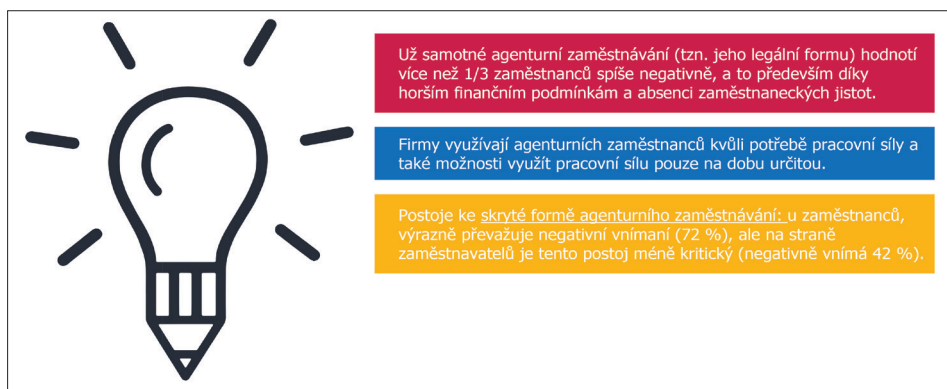 Už samotné agenturní zaměstnávání (tzn. jeho legální formu) hodnotí
více než 1/3 zaměstnanců spíše negativně, a to především díky
horším finančním podmínkám a absenci zaměstnaneckých jistot.
Firmy využívají agenturních zaměstnanců kvůli potřebě pracovní síly a
také možnosti využít pracovní sílu pouze na dobu určitou.
Postoje ke skryté formě agenturního zaměstnávání: u zaměstnanců,
výrazně převažuje negativní vnímaní (72 %), ale na straně
zaměstnavatelů je tento postoj méně kritický (negativně vnímá 42 %).